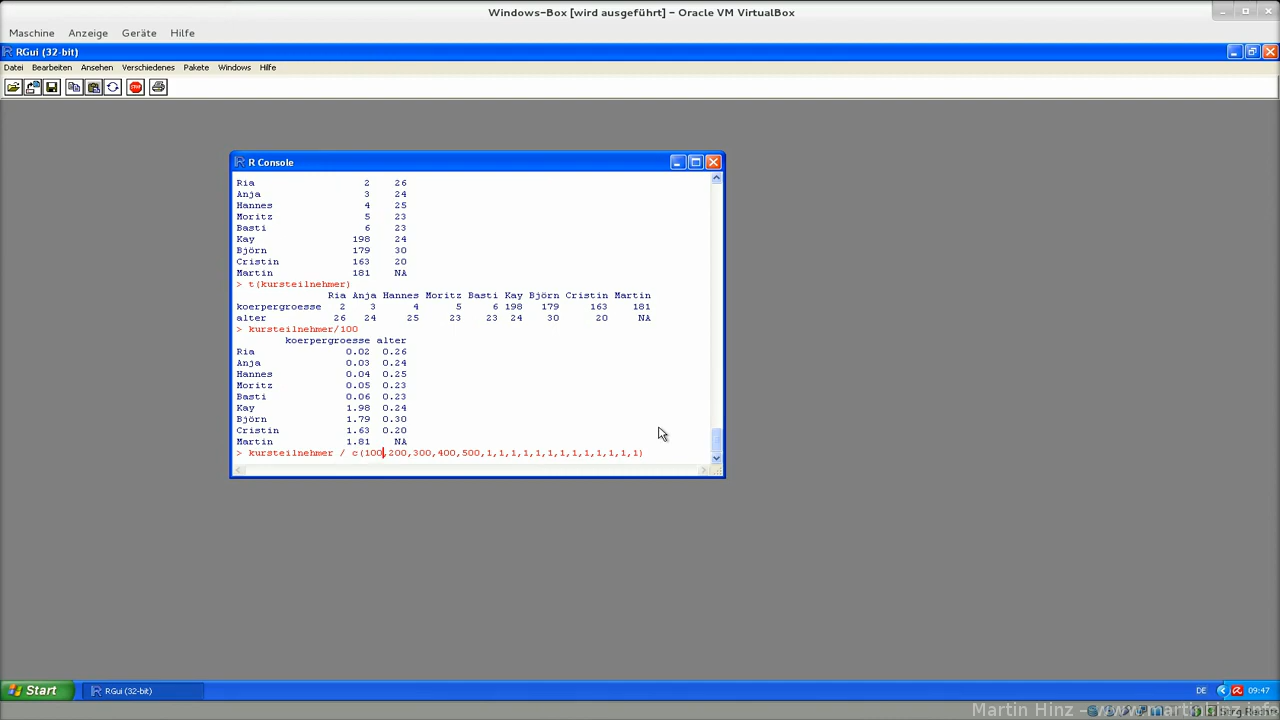 Windows-Box [wird ausgeführt] - Oracle VM VirtualBox
Maschine Anzeige Geräte Hilfe
RGui (32-bit)
Datei Bearbeiten Ansehen Verschiedenes Pakete Windows Hilfe
STOP
R Console
Ria 2 26
Anja 3 24
Hannes 4 25
Moritz 5 23
Basti 6 23
Kay 198 24
Björn 179 30
Cristin 163 20
Martin 181 NA
> t(kursteilnehmer)
Ria Anja Hannes Moritz Basti Kay Björn Cristin Martin
koerpergroesse 2 3 4 5 6 198 179 163 181
alter 26 24 25 23 23 24 30 20 NA
> kursteilnehmer/100
koerpergroesse alter
Ria 0.02 0.26
Anja 0.03 0.24
Hannes 0.04 0.25
Moritz 0.05 0.23
Basti 0.06 0.23
Kay 1.98 0.24
Björn 1.79 0.30
Cristin 1.63 0.20
Martin 1.81 NA
> kursteilnehmer / c(100,200,300,400,500,1,1,1,1,1,1,1,1,1,1,1,1,1)
Start RGui (32-bit) DE 09:47
Martin Hinz - www.martinhinz.info